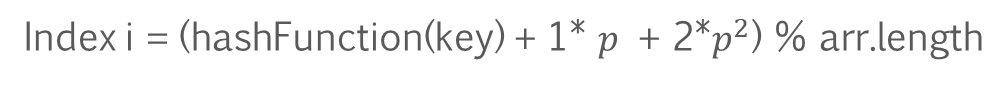 Index i = (hashFunction(key) + 1* p + 2*p²) % arr.length